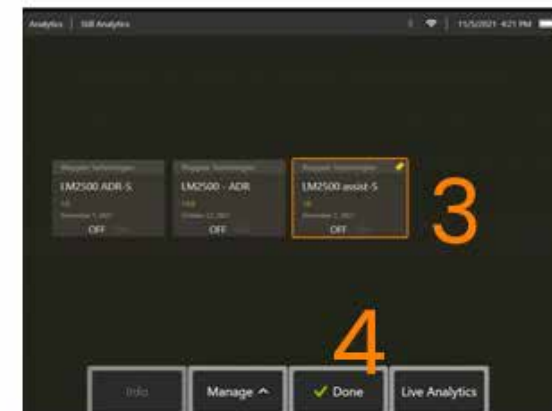 Analytics | Still Analytics
11/5/2021 4:21 PM
LM2500 ADR-S
LM2500 - ADR
LM2500 assist-S
OFF
OFF
OFF
3
4
Info
Manage
Done
Live Analytics